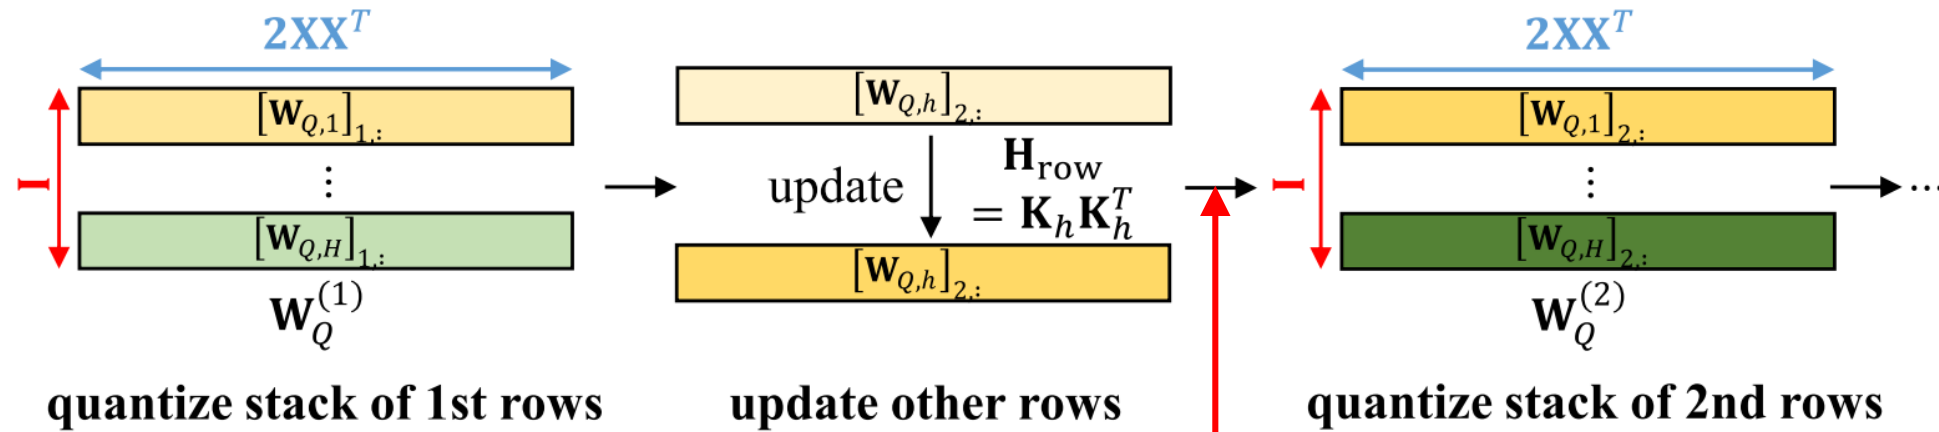 2XX^T
I
[W_{Q,1}]_{1,:}
⋮
[W_{Q,H}]_{1,:}
W_Q^{(1)}
quantize stack of 1st rows
[W_{Q,h}]_{2,:}
update
H_row
= K_h K_h^T
[W_{Q,h}]_{2,:}
update other rows
2XX^T
I
[W_{Q,1}]_{2,:}
⋮
[W_{Q,H}]_{2,:}
W_Q^{(2)}
quantize stack of 2nd rows
...